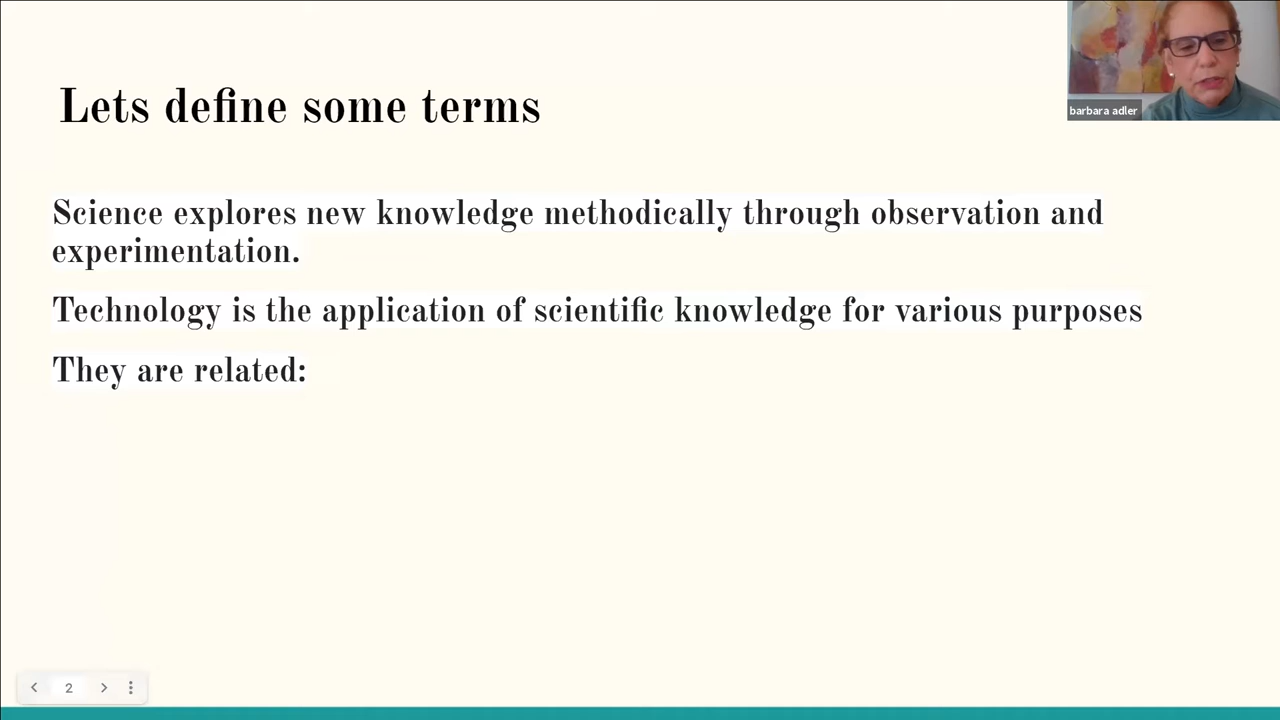 Lets define some terms
barbara adler
Science explores new knowledge methodically through observation and
experimentation.
Technology is the application of scientific knowledge for various purposes
They are related:
2